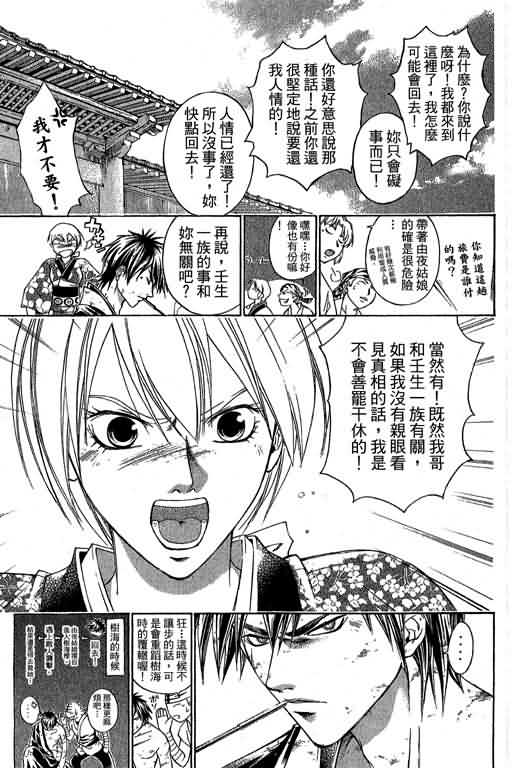 為什麼？你說什
麼呀！我都來到
這裡了，我怎麼
可能會回去！
妳只會礙
事而已！
你還好意思說那
種話！之前你還
很堅定地說要還
我人情的！
人情已經還了！
所以沒事了，妳
快點回去！
我才不要！
你知道這趟
旅費是誰付
的嗎？
帶著由夜姑娘
的確是很危險
…
嘿嘿…你好
像也有份嘛
再說，壬生
一族的事和
妳無關吧？
當然有！既然我哥
和壬生一族有關，
如果我沒有親眼看
見真相的話，我是
不會善罷干休的！
…
狂…這時候不
讓步的話，可
是會重蹈樹海
時的覆轍喔！
樹海的時候
回去！
那樣更麻
煩吧？